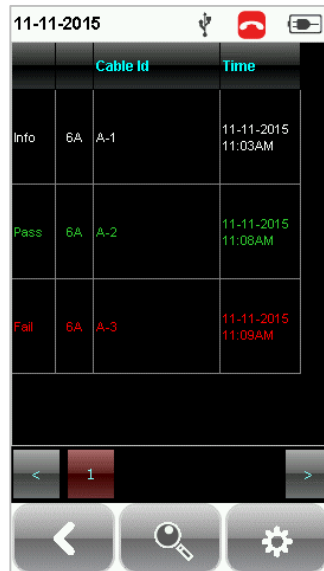 11-11-2015
Cable Id Time
Info 6A A-1 11-11-2015
11:03AM
Pass 6A A-2 11-11-2015
11:08AM
Fail 6A A-3 11-11-2015
11:09AM
< 1 >